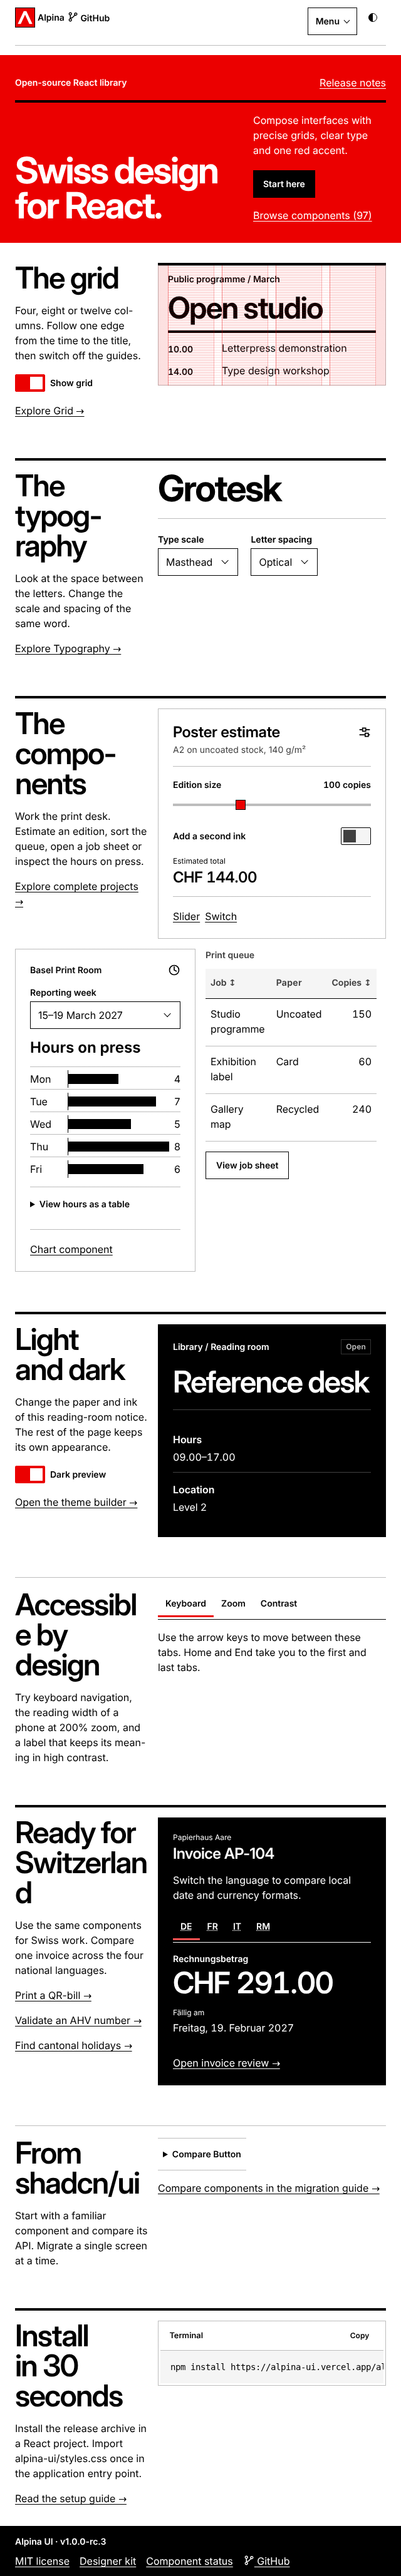 Alpina GitHub
Menu
Open-source React library
Release notes
Compose interfaces with
precise grids, clear type
and one red accent.
Swiss design
for React.
Start here
Browse components (97)
The grid
Four, eight or twelve col-
umns. Follow one edge
from the time to the title,
then switch off the guides.
Show grid
Explore Grid →
Public programme / March
Open studio
10.00 Letterpress demonstration
14.00 Type design workshop
The
typog-
raphy
Look at the space between
the letters. Change the
scale and spacing of the
same word.
Explore Typography →
Grotesk
Type scale Letter spacing
Masthead Optical
The
compo-
nents
Work the print desk.
Estimate an edition, sort the
queue, open a job sheet or
inspect the hours on press.
Explore complete projects
→
Poster estimate
A2 on uncoated stock, 140 g/m²
Edition size 100 copies
Add a second ink
Estimated total
CHF 144.00
Slider Switch
Basel Print Room
Reporting week
15–19 March 2027
Hours on press
Mon 4
Tue 7
Wed 5
Thu 8
Fri 6
View hours as a table
Chart component
Print queue
Job ↕ Paper Copies ↕
Studio
programme Uncoated 150
Exhibition
label Card 60
Gallery
map Recycled 240
View job sheet
Light
and dark
Change the paper and ink
of this reading-room notice.
The rest of the page keeps
its own appearance.
Dark preview
Open the theme builder →
Library / Reading room Open
Reference desk
Hours
09.00–17.00
Location
Level 2
Accessibl
e by
design
Try keyboard navigation,
the reading width of a
phone at 200% zoom, and
a label that keeps its mean-
ing in high contrast.
Keyboard Zoom Contrast
Use the arrow keys to move between these
tabs. Home and End take you to the first and
last tabs.
Ready for
Switzerlan
d
Use the same components
for Swiss work. Compare
one invoice across the four
national languages.
Print a QR-bill →
Validate an AHV number →
Find cantonal holidays →
Papierhaus Aare
Invoice AP-104
Switch the language to compare local
date and currency formats.
DE FR IT RM
Rechnungsbetrag
CHF 291.00
Fällig am
Freitag, 19. Februar 2027
Open invoice review →
From
shadcn/ui
Start with a familiar
component and compare its
API. Migrate a single screen
at a time.
Compare Button
Compare components in the migration guide →
Install
in 30
seconds
Install the release archive in
a React project. Import
alpina-ui/styles.css once in
the application entry point.
Read the setup guide →
Terminal Copy
npm install https://alpina-ui.vercel.app/al
Alpina UI · v1.0.0-rc.3
MIT license Designer kit Component status GitHub